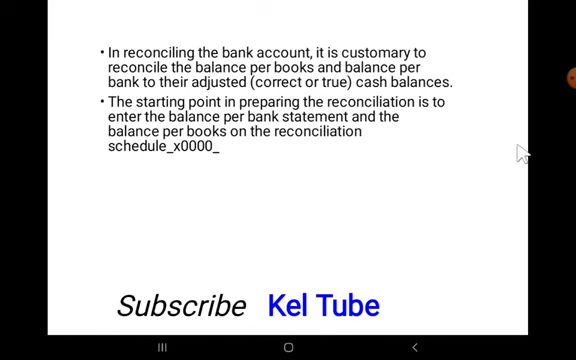 • In reconciling the bank account, it is customary to
reconcile the balance per books and balance per
bank to their adjusted (correct or true) cash balances.
• The starting point in preparing the reconciliation is to
enter the balance per bank statement and the
balance per books on the reconciliation
schedule_x0000_
Subscribe Kel Tube